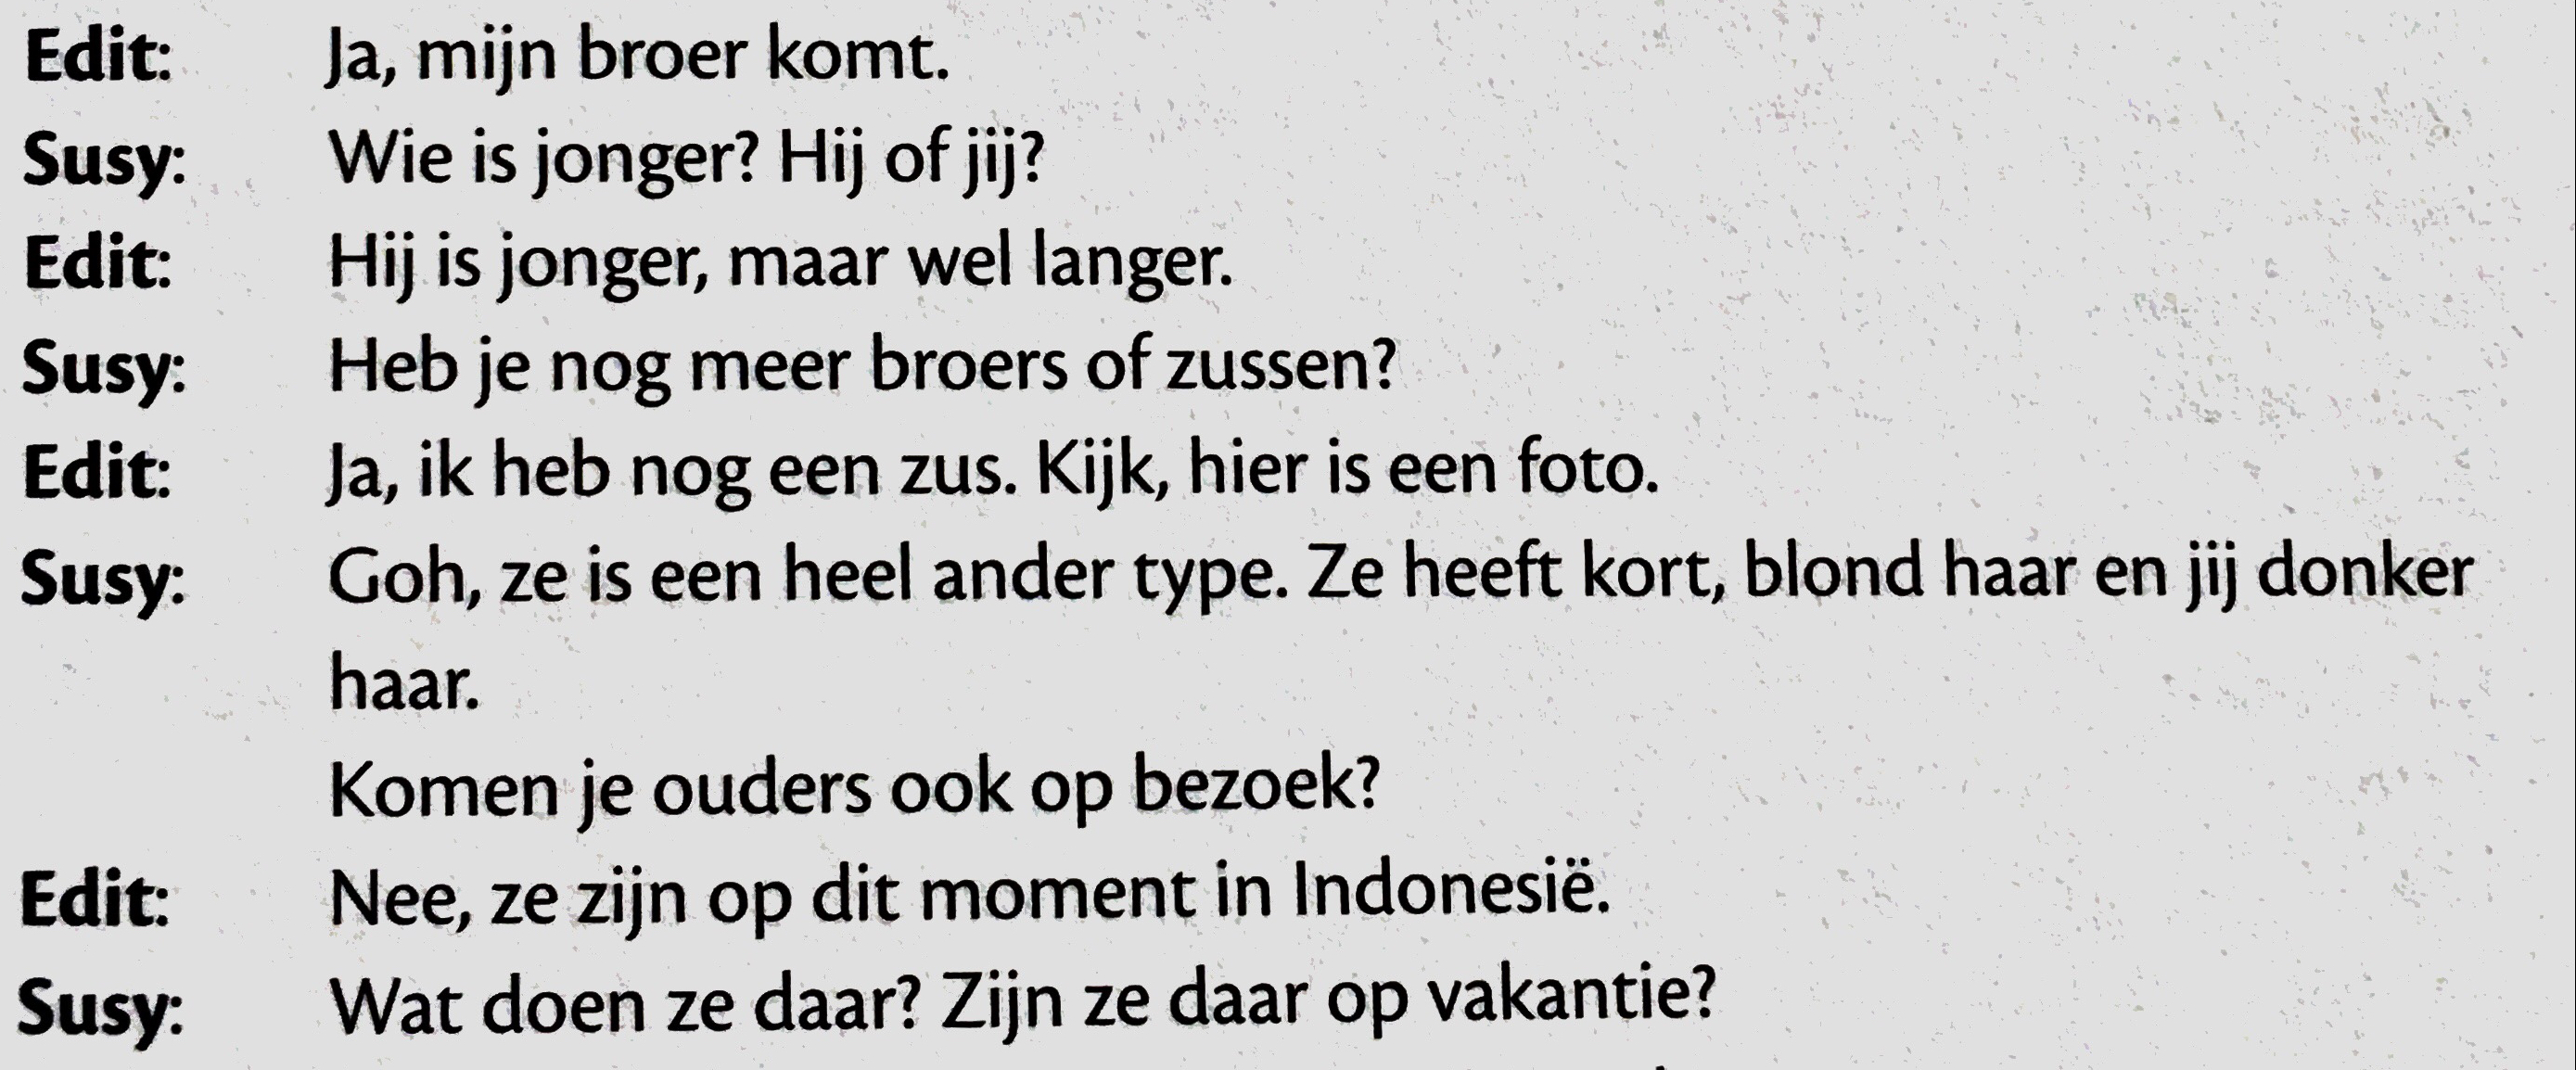 Edit: Ja, mijn broer komt.
Susy: Wie is jonger? Hij of jij?
Edit: Hij is jonger, maar wel langer.
Susy: Heb je nog meer broers of zussen?
Edit: Ja, ik heb nog een zus. Kijk, hier is een foto.
Susy: Goh, ze is een heel ander type. Ze heeft kort, blond haar en jij donker
haar.
Komen je ouders ook op bezoek?
Edit: Nee, ze zijn op dit moment in Indonesië.
Susy: Wat doen ze daar? Zijn ze daar op vakantie?